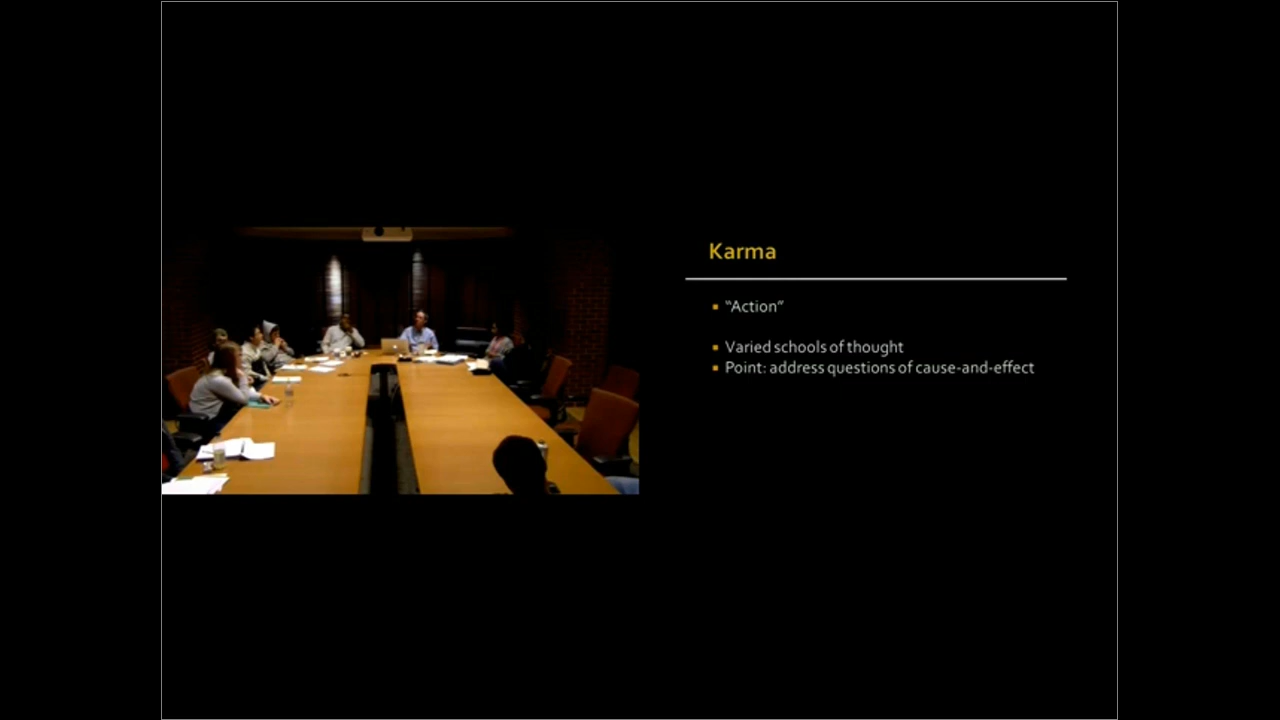 Karma
“Action”
Varied schools of thought
Point: address questions of cause-and-effect